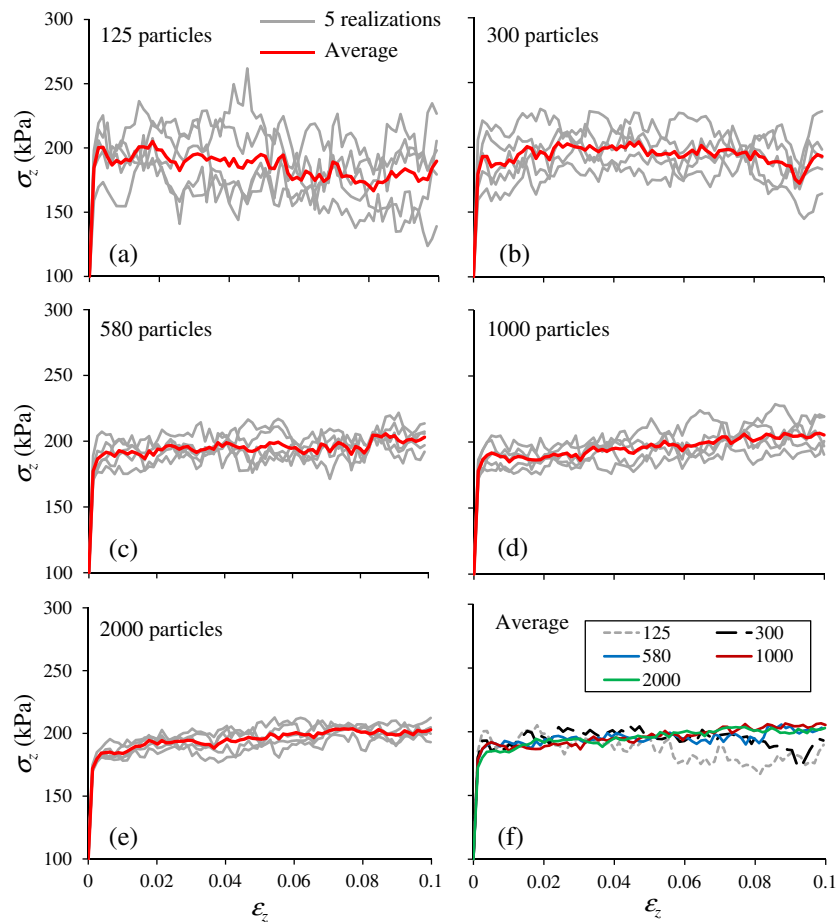 300
250
200
150
100
σz (kPa)
125 particles
5 realizations
Average
(a)
300 particles
(b)
300
250
200
150
100
σz (kPa)
580 particles
(c)
1000 particles
(d)
300
250
200
150
100
σz (kPa)
2000 particles
(e)
0 0.02 0.04 0.06 0.08 0.1
εz
Average
125 300
580 1000
2000
(f)
0 0.02 0.04 0.06 0.08 0.1
εz